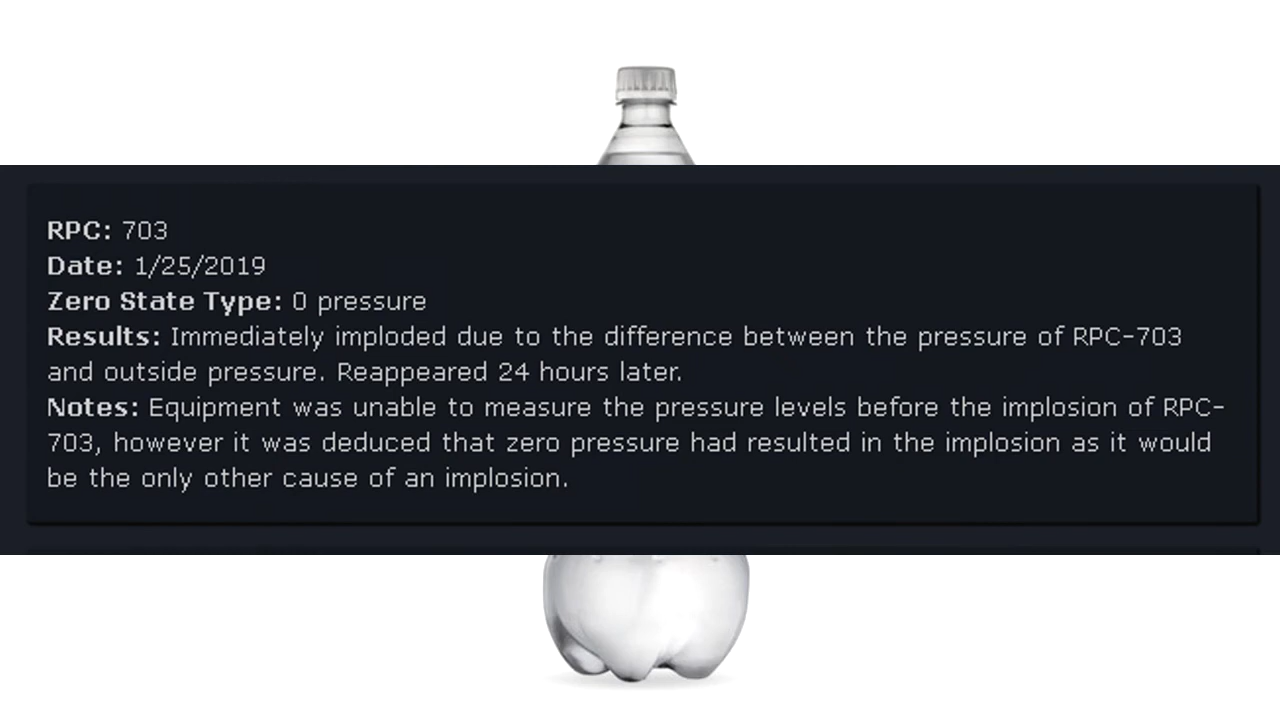 RPC: 703
Date: 1/25/2019
Zero State Type: 0 pressure
Results: Immediately imploded due to the difference between the pressure of RPC-703
and outside pressure. Reappeared 24 hours later.
Notes: Equipment was unable to measure the pressure levels before the implosion of RPC-
703, however it was deduced that zero pressure had resulted in the implosion as it would
be the only other cause of an implosion.